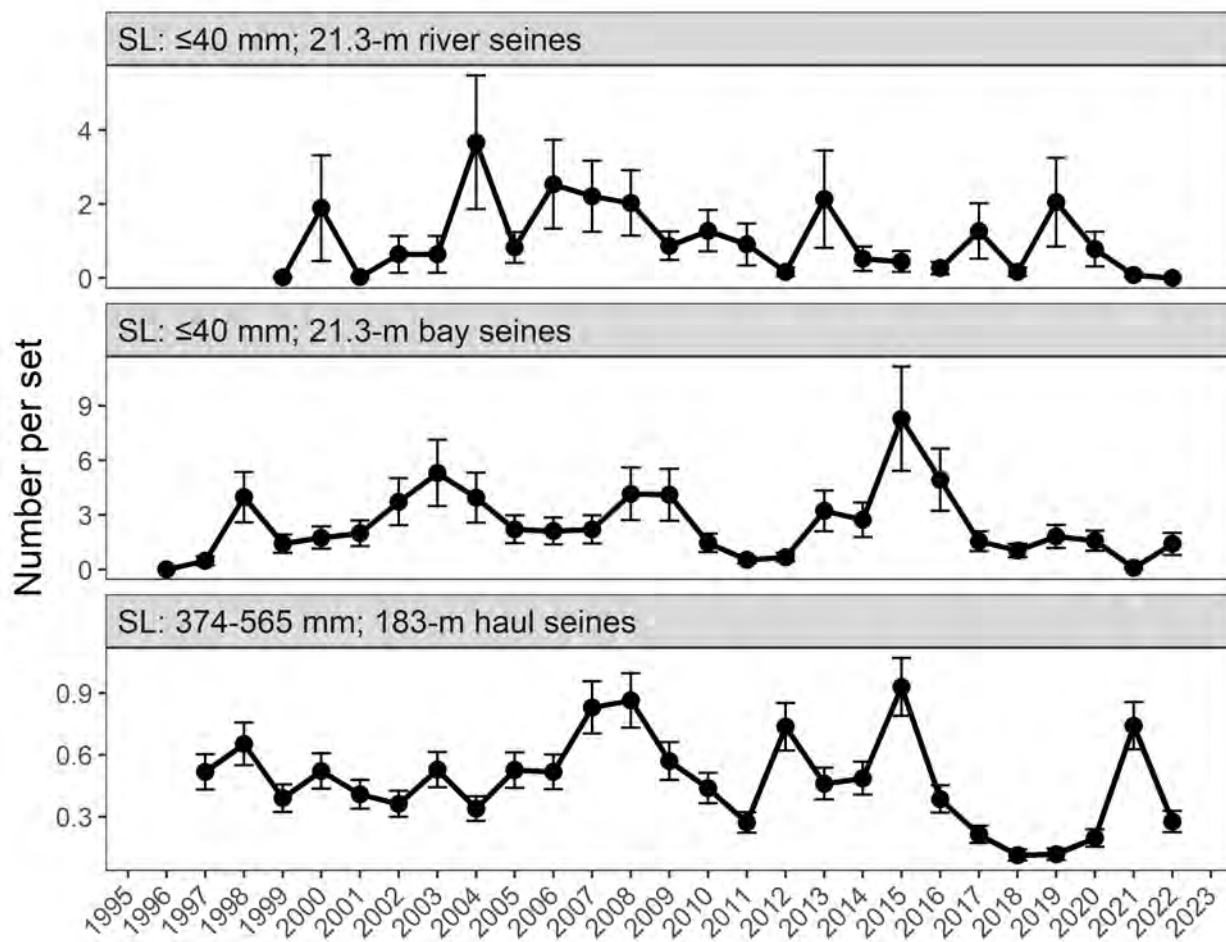 SL: ≤40 mm; 21.3-m river seines
4
2
0
SL: ≤40 mm; 21.3-m bay seines
Number per set
9
6
3
0
SL: 374-565 mm; 183-m haul seines
0.9
0.6
0.3
1995 1996 1997 1998 1999 2000 2001 2002 2003 2004 2005 2006 2007 2008 2009 2010 2011 2012 2013 2014 2015 2016 2017 2018 2019 2020 2021 2022 2023